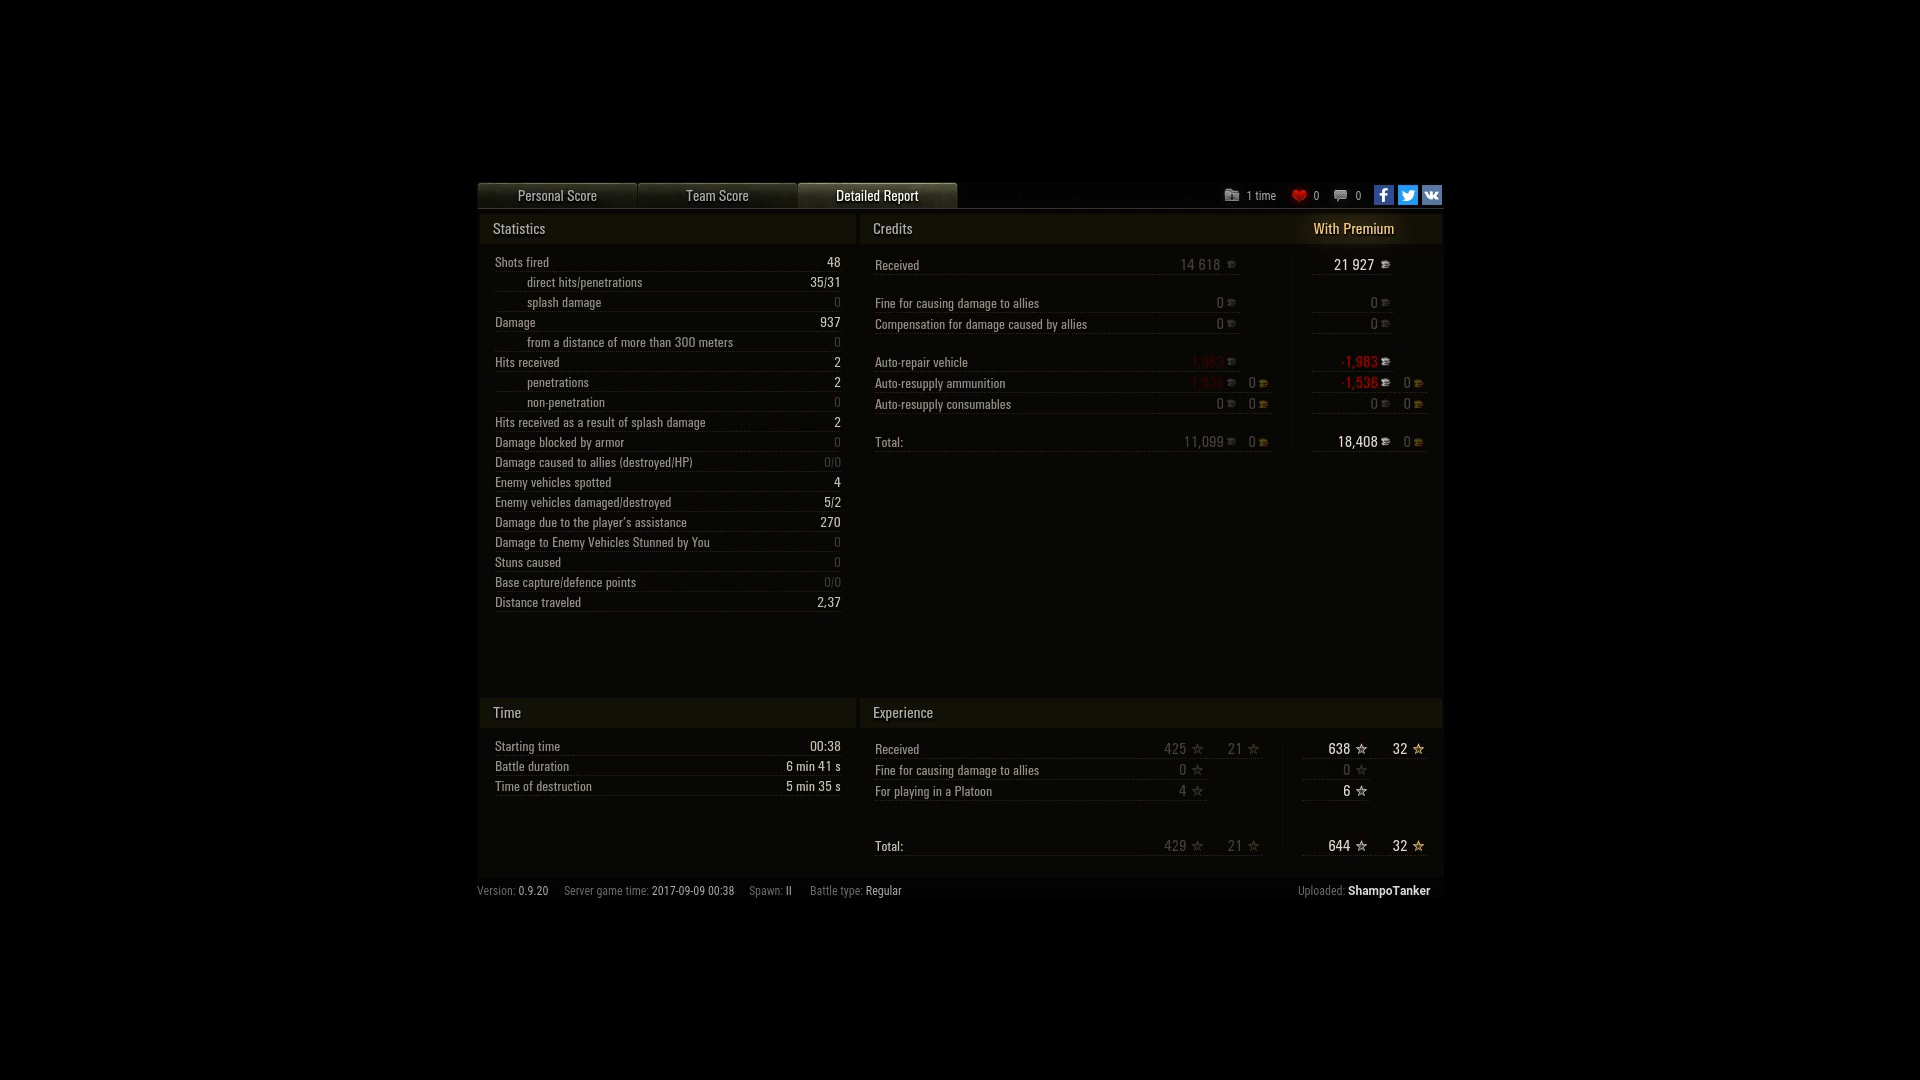 Personal Score Team Score Detailed Report 1 time 0 0
Statistics
Shots fired 48
direct hits/penetrations 35/31
splash damage 0
Damage 937
from a distance of more than 300 meters 0
Hits received 2
penetrations 2
non-penetration 0
Hits received as a result of splash damage 2
Damage blocked by armor 0
Damage caused to allies (destroyed/HP) 0/0
Enemy vehicles spotted 4
Enemy vehicles damaged/destroyed 5/2
Damage due to the player's assistance 270
Damage to Enemy Vehicles Stunned by You 0
Stuns caused 0
Base capture/defence points 0/0
Distance traveled 2,37
Credits With Premium
Received 14 618 21 927
Fine for causing damage to allies 0 0
Compensation for damage caused by allies 0 0
Auto-repair vehicle -1,983 -1,983
Auto-resupply ammunition -1,536 0 -1,536 0
Auto-resupply consumables 0 0 0 0
Total: 11,099 0 18,408 0
Time
Starting time 00:38
Battle duration 6 min 41 s
Time of destruction 5 min 35 s
Experience
Received 425 21 638 32
Fine for causing damage to allies 0 0
For playing in a Platoon 4 6
Total: 429 21 644 32
Version: 0.9.20 Server game time: 2017-09-09 00:38 Spawn: II Battle type: Regular Uploaded: ShampoTanker